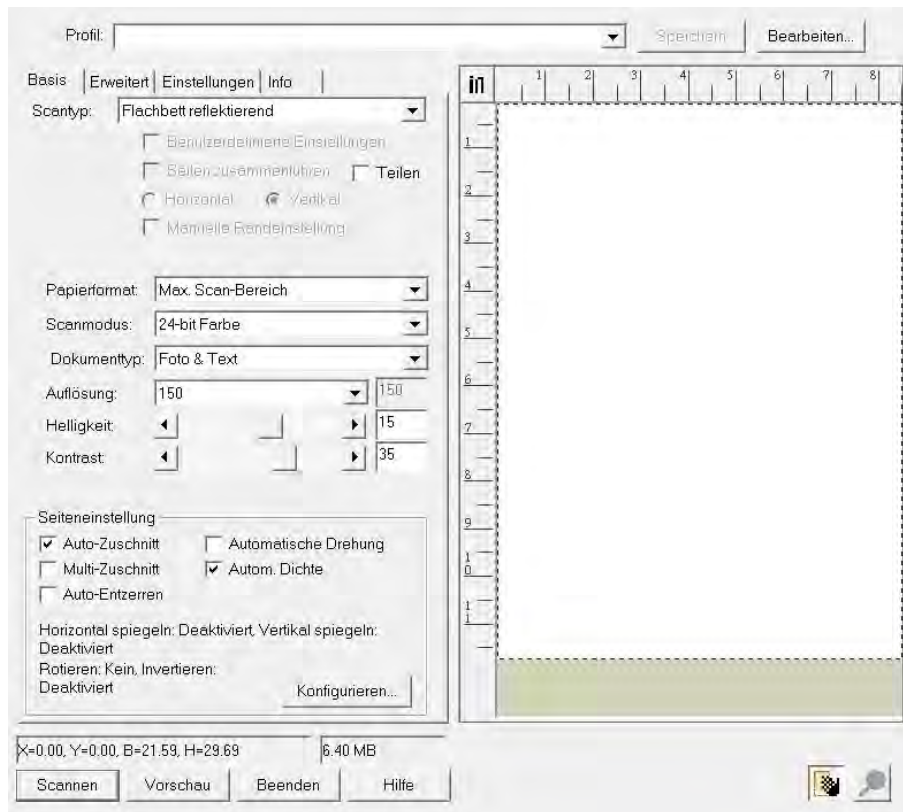 Profil: Speichern Bearbeiten...
Basis Erweitert Einstellungen Info
Scantyp: Flachbett reflektierend
Benutzerdefinierte Einstellungen
Seiten zusammenführen Teilen
Horizontal Vertikal
Manuelle Randeinstellung
Papierformat: Max. Scan-Bereich
Scanmodus: 24-bit Farbe
Dokumenttyp: Foto & Text
Auflösung: 150 150
Helligkeit: 15
Kontrast: 35
Seiteneinstellung
Auto-Zuschnitt Automatische Drehung
Multi-Zuschnitt Autom. Dichte
Auto-Entzerren
Horizontal spiegeln: Deaktiviert, Vertikal spiegeln:
Deaktiviert
Rotieren: Kein, Invertieren:
Deaktiviert
Konfigurieren...
in 1 2 3 4 5 6 7 8
1
2
3
4
5
6
7
8
9
10
11
X=0.00, Y=0.00, B=21.59, H=29.69 6.40 MB
Scannen Vorschau Beenden Hilfe